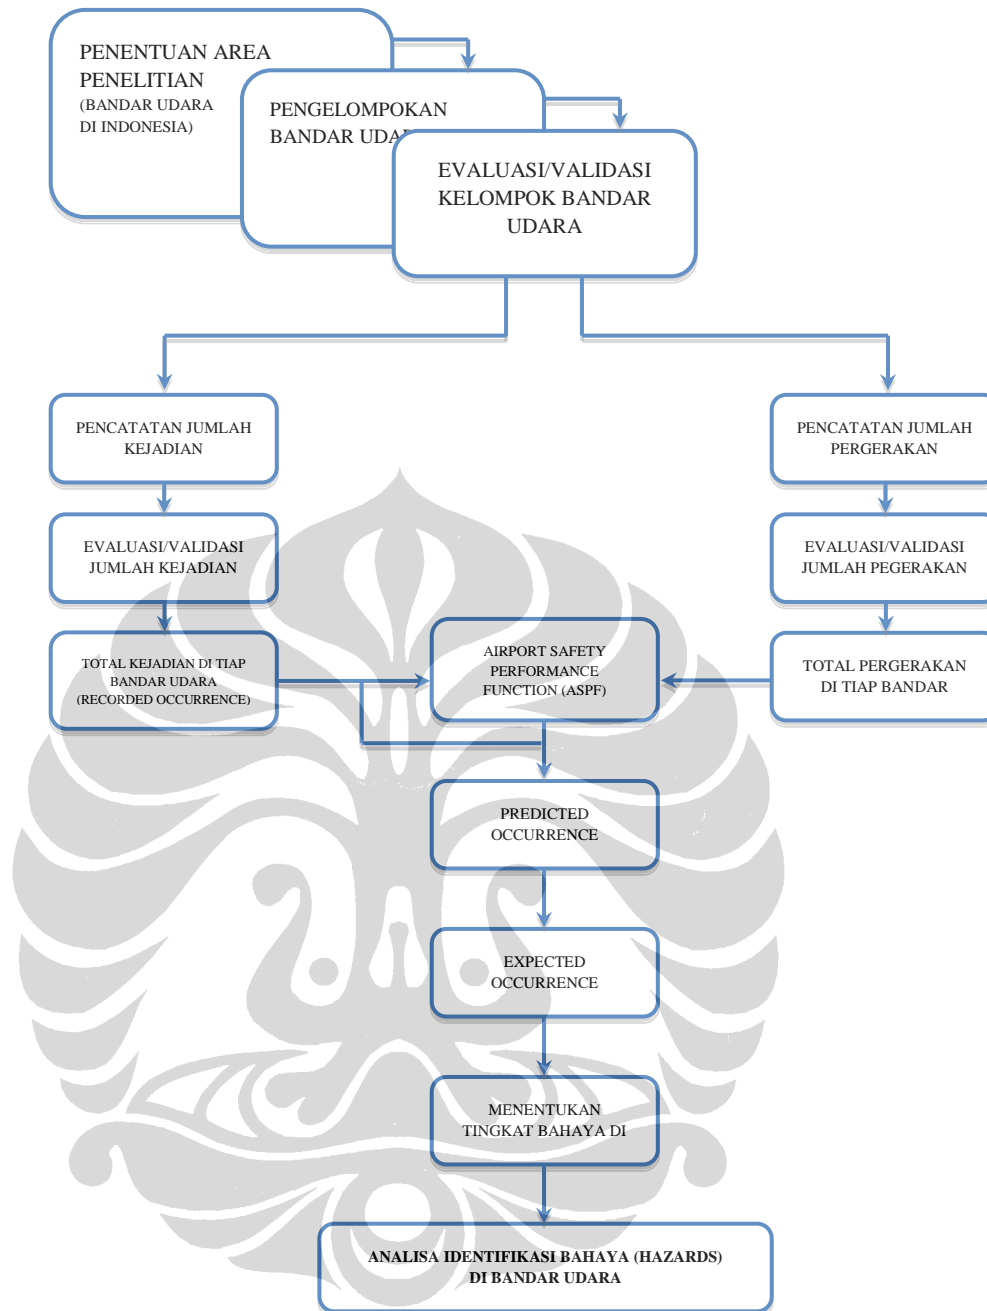 PENENTUAN AREA
PENELITIAN
(BANDAR UDARA
DI INDONESIA)
PENGELOMPOKAN
BANDAR
EVALUASI/VALIDASI
KELOMPOK BANDAR
UDARA
PENCATATAN JUMLAH
KEJADIAN
PENCATATAN JUMLAH
PERGERAKAN
EVALUASI/VALIDASI
JUMLAH KEJADIAN
EVALUASI/VALIDASI
JUMLAH PEGERAKAN
TOTAL KEJADIAN DI TIAP
BANDAR UDARA
(RECORDED OCCURRENCE)
AIRPORT SAFETY
PERFORMANCE
FUNCTION (ASPF)
TOTAL PERGERAKAN
DI TIAP BANDAR
PREDICTED
OCCURRENCE
EXPECTED
OCCURRENCE
MENENTUKAN
TINGKAT BAHAYA DI
ANALISA IDENTIFIKASI BAHAYA (HAZARDS)
DI BANDAR UDARA